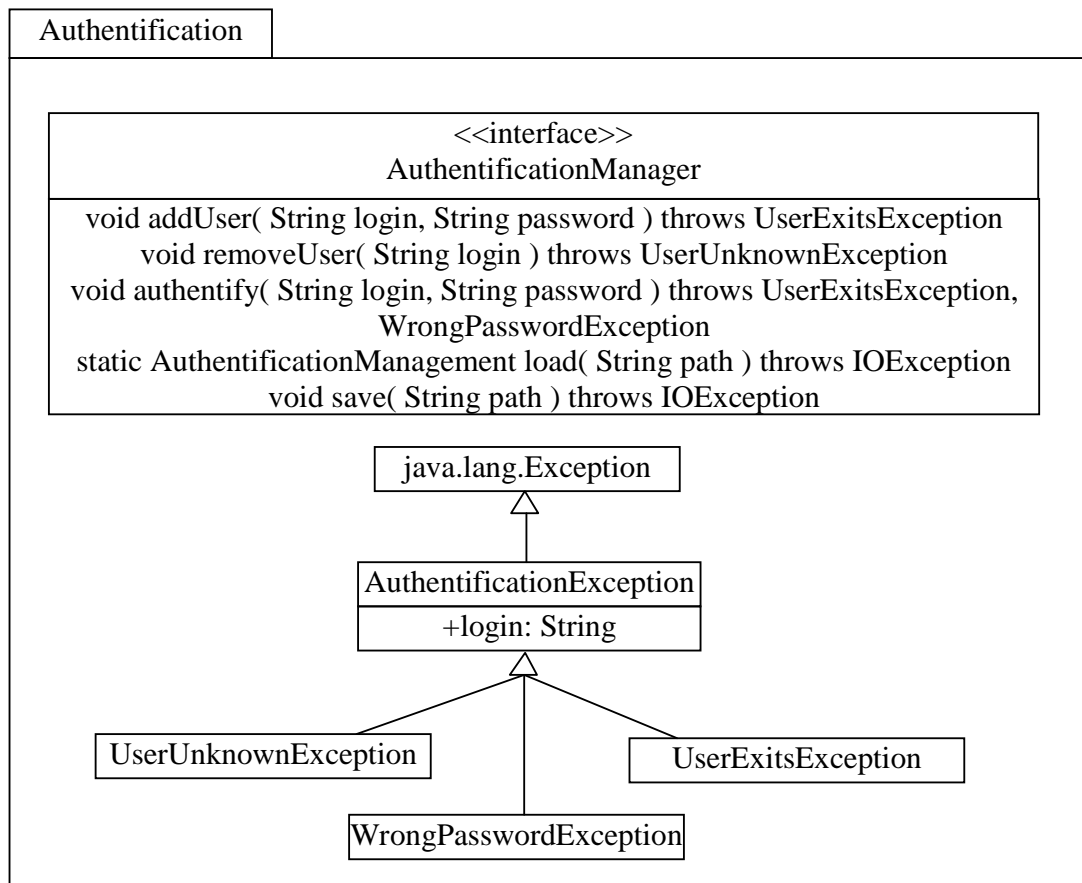 Authentification
<<interface>>
AuthentificationManager
void addUser( String login, String password ) throws UserExitsException
void removeUser( String login ) throws UserUnknownException
void authentify( String login, String password ) throws UserExitsException,
WrongPasswordException
static AuthentificationManagement load( String path ) throws IOException
void save( String path ) throws IOException
java.lang.Exception
AuthentificationException
+login: String
UserUnknownException
UserExitsException
WrongPasswordException